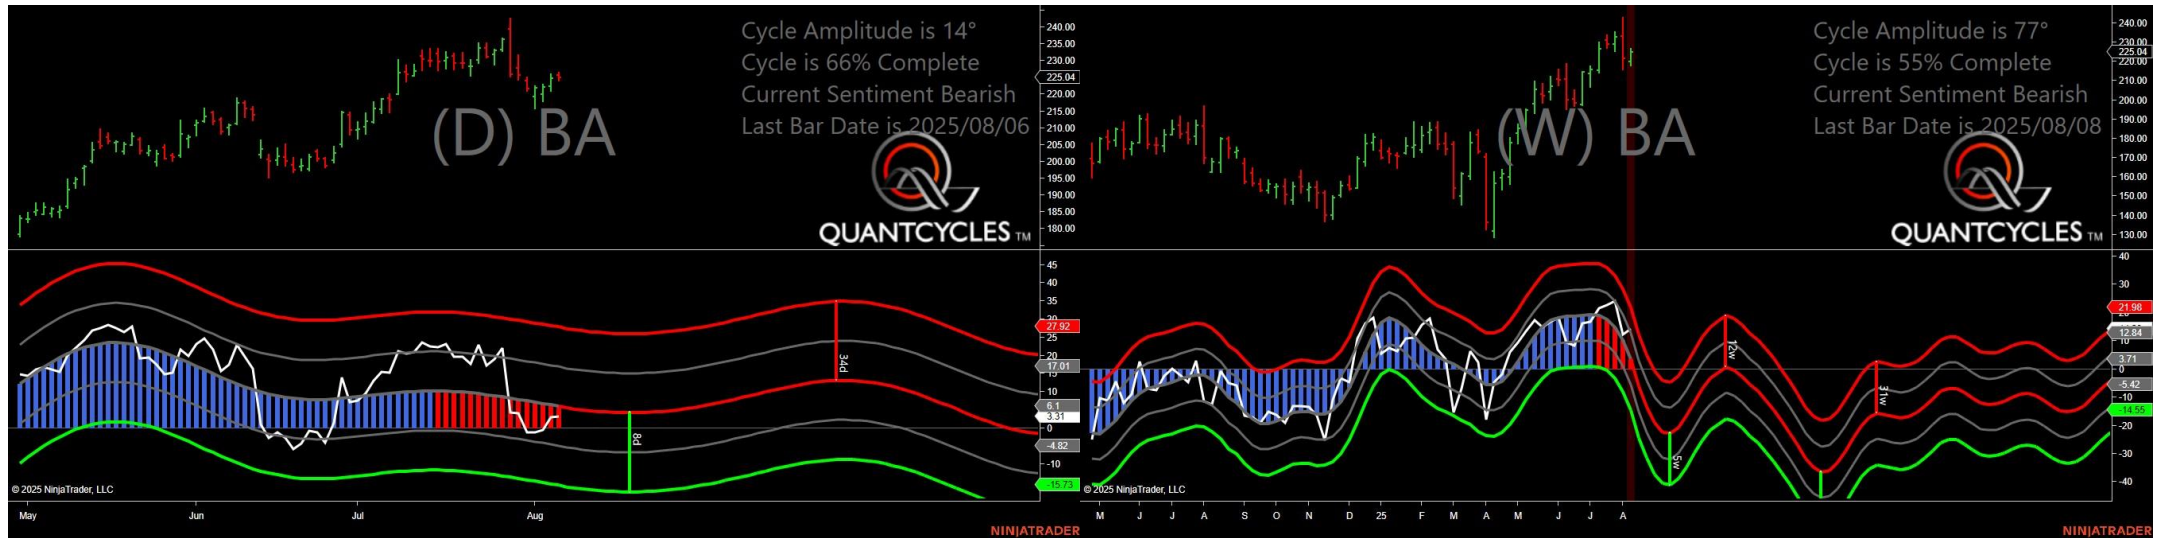 Cycle Amplitude is 14°
Cycle is 66% Complete
Current Sentiment Bearish
Last Bar Date is 2025/08/06
(D) BA
QUANTCYCLES TM
240.00
235.00
230.00
225.04
220.00
215.00
210.00
205.00
200.00
195.00
190.00
185.00
180.00
45
40
35
30
27.92
25
20
17.01
15
10
6.1
3.31
0
-4.82
-10
-15.73
34d
8d
© 2025 NinjaTrader, LLC
May Jun Jul Aug
NINJATRADER
Cycle Amplitude is 77°
Cycle is 55% Complete
Current Sentiment Bearish
Last Bar Date is 2025/08/08
(W) BA
QUANTCYCLES TM
240.00
230.00
225.04
220.00
210.00
200.00
190.00
180.00
170.00
160.00
150.00
140.00
130.00
40
30
21.98
12.84
10
3.71
0
-5.42
-10
-14.55
-20
-30
-40
12w
31w
5w
© 2025 NinjaTrader, LLC
M J J A S O N D 25 F M A M J J A
NINJATRADER